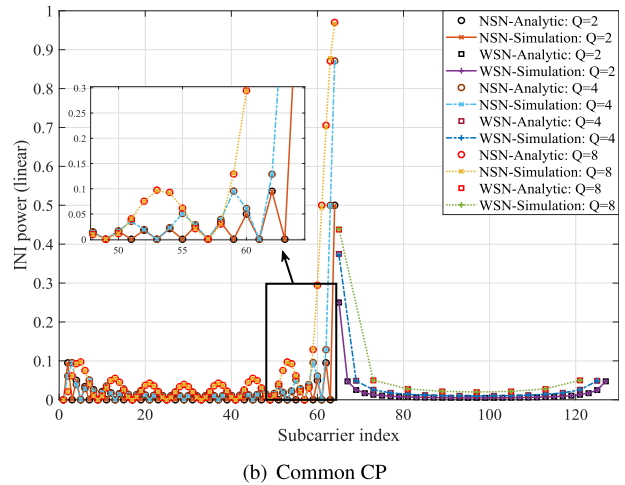 1
0.9
0.8
0.7
0.6
0.5
0.4
0.3
0.2
0.1
0
INI power (linear)
0.3
0.25
0.2
0.15
0.1
0.05
0
50 55 60
NSN-Analytic: Q=2
NSN-Simulation: Q=2
WSN-Analytic: Q=2
WSN-Simulation: Q=2
NSN-Analytic: Q=4
NSN-Simulation: Q=4
WSN-Analytic: Q=4
WSN-Simulation: Q=4
NSN-Analytic: Q=8
NSN-Simulation: Q=8
WSN-Analytic: Q=8
WSN-Simulation: Q=8
1 20 40 60 80 100 120
Subcarrier index
(b) Common CP